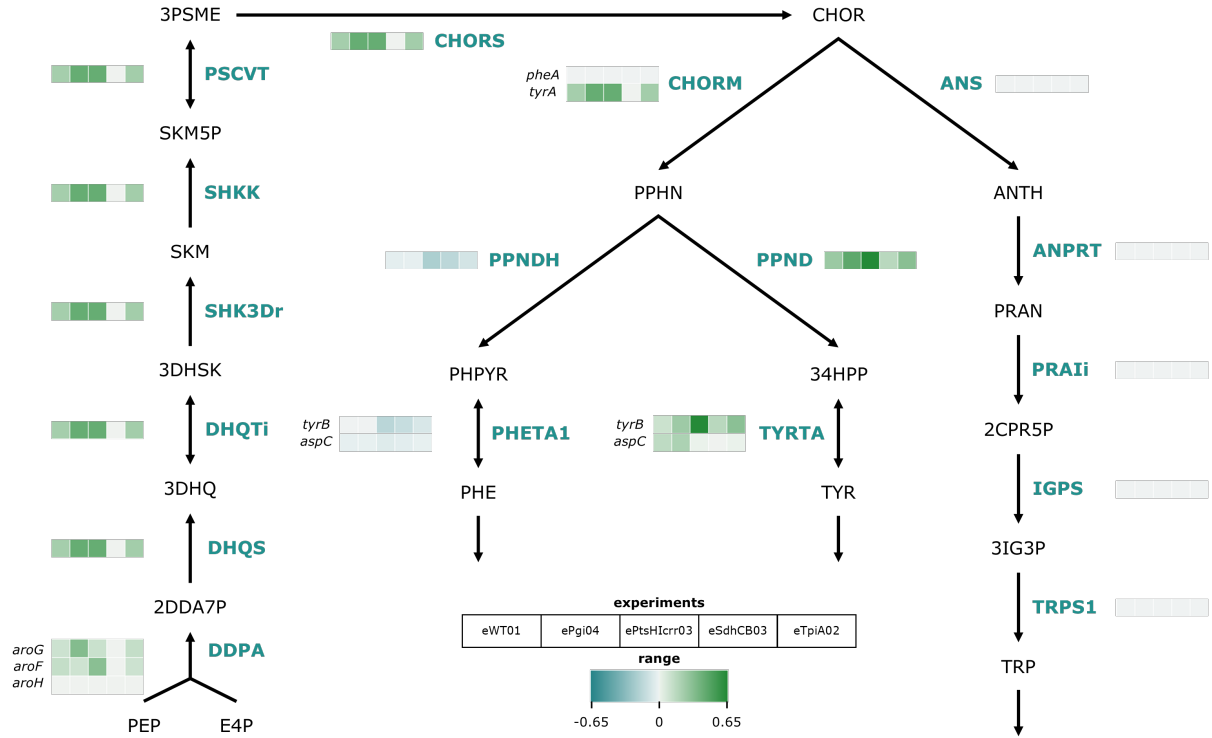 3PSME
CHOR
CHORS
PSCVT
pheA
tyrA
CHORM
ANS
SKM5P
SHKK
PPHN
ANTH
SKM
PPNDH
PPND
ANPRT
SHK3Dr
PRAN
3DHSK
PHPYR
34HPP
PRAIi
DHQTi
tyrB
aspC
PHETA1
tyrB
aspC
TYRTA
2CPR5P
3DHQ
PHE
TYR
IGPS
DHQS
3IG3P
2DDA7P
experiments
TRPS1
eWT01 ePgi04 ePtsHIcrr03 eSdhCB03 eTpiA02
aroG
aroF
aroH
DDPA
range
TRP
-0.65 0 0.65
PEP E4P